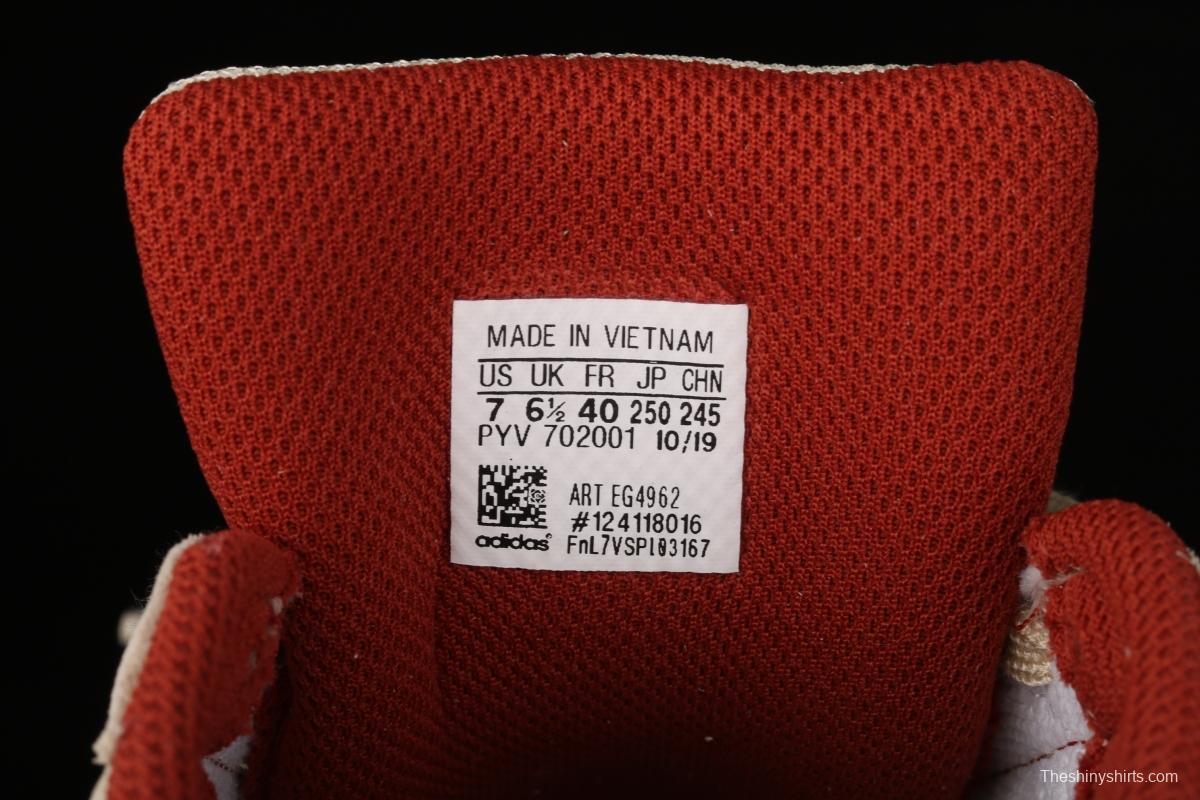 MADE IN VIETNAM
US UK FR JP CHN
7 6½ 40 250 245
PYV 702001 10/19
ART EG4962
#124118016
adidas FnL7VSPl03167
Theshinyshirts.com